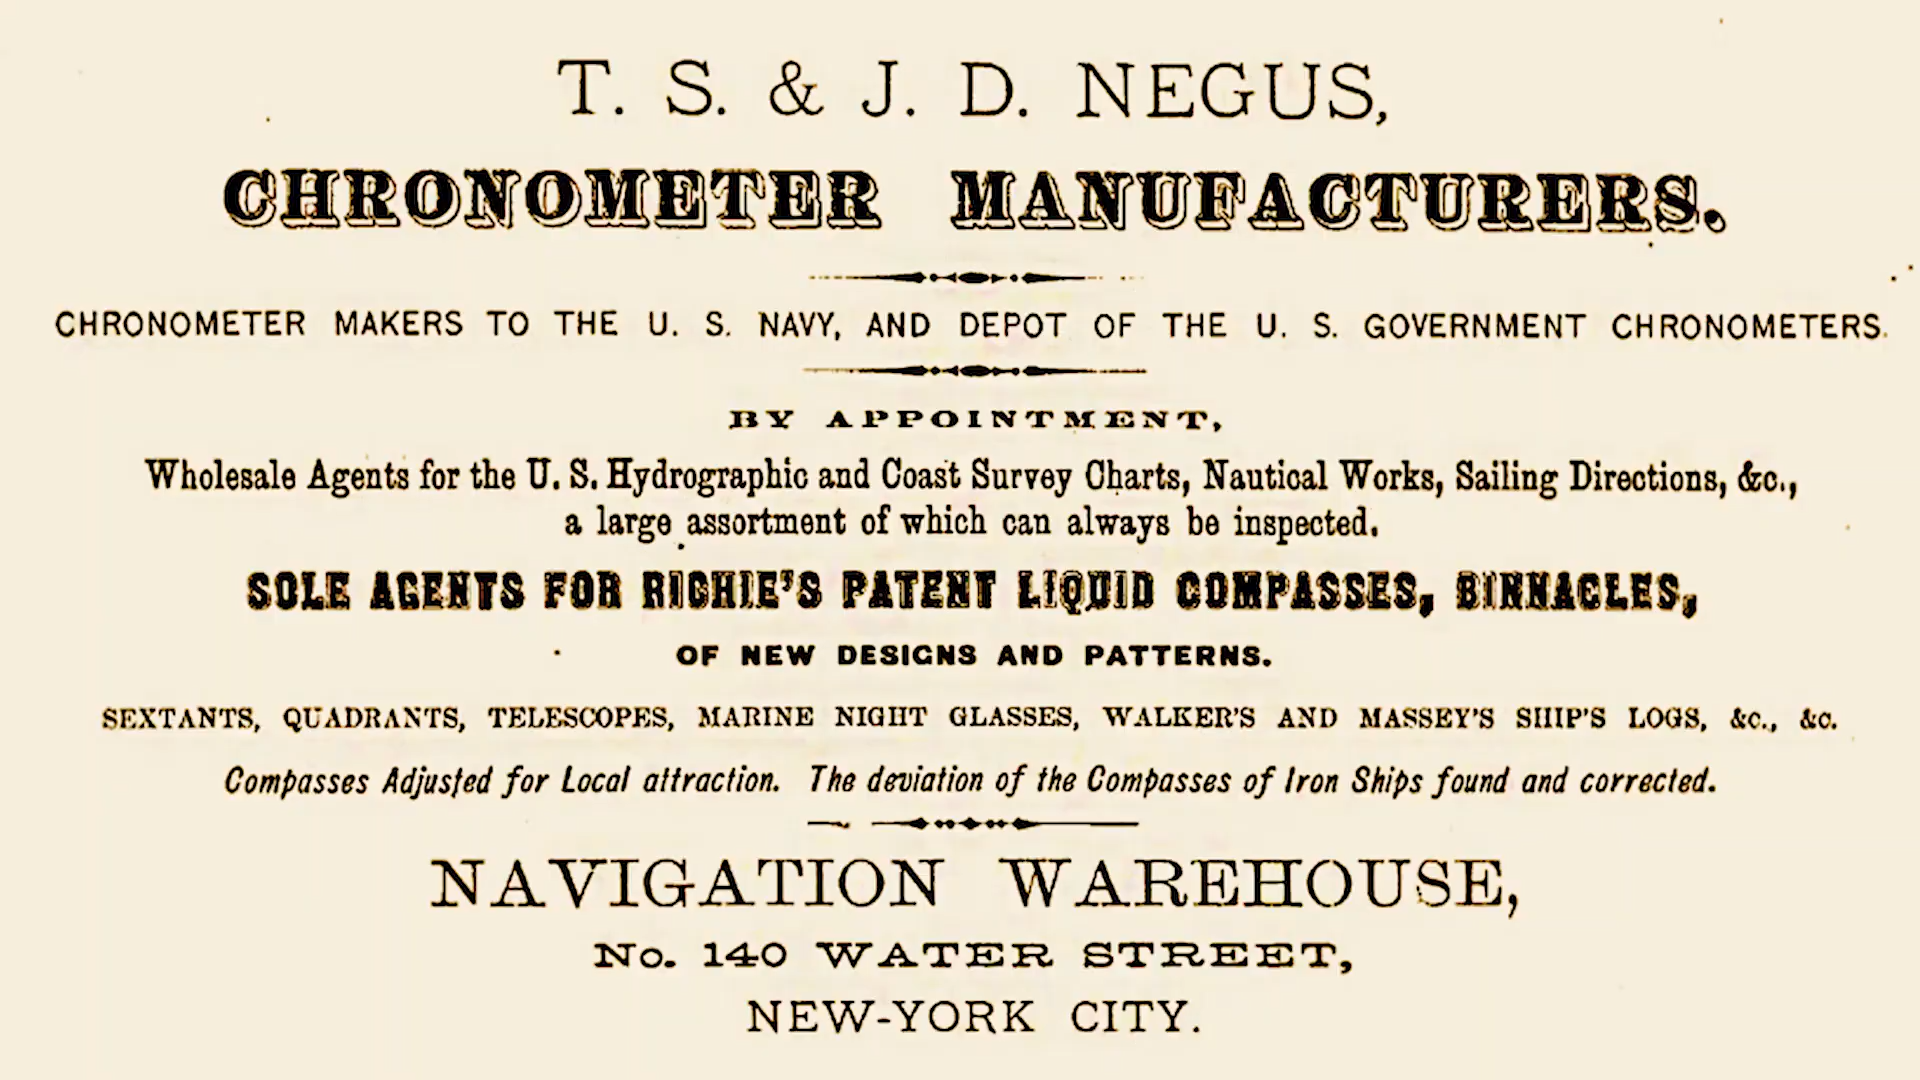 T. S. & J. D. NEGUS,
CHRONOMETER MANUFACTURERS.
CHRONOMETER MAKERS TO THE U. S. NAVY, AND DEPOT OF THE U. S. GOVERNMENT CHRONOMETERS.
BY APPOINTMENT,
Wholesale Agents for the U. S. Hydrographic and Coast Survey Charts, Nautical Works, Sailing Directions, &c.,
a large assortment of which can always be inspected.
SOLE AGENTS FOR RICHIE'S PATENT LIQUID COMPASSES, BINNACLES,
OF NEW DESIGNS AND PATTERNS.
SEXTANTS, QUADRANTS, TELESCOPES, MARINE NIGHT GLASSES, WALKER'S AND MASSEY'S SHIP'S LOGS, &c., &c.
Compasses Adjusted for Local attraction. The deviation of the Compasses of Iron Ships found and corrected.
NAVIGATION WAREHOUSE,
No. 140 WATER STREET,
NEW-YORK CITY.